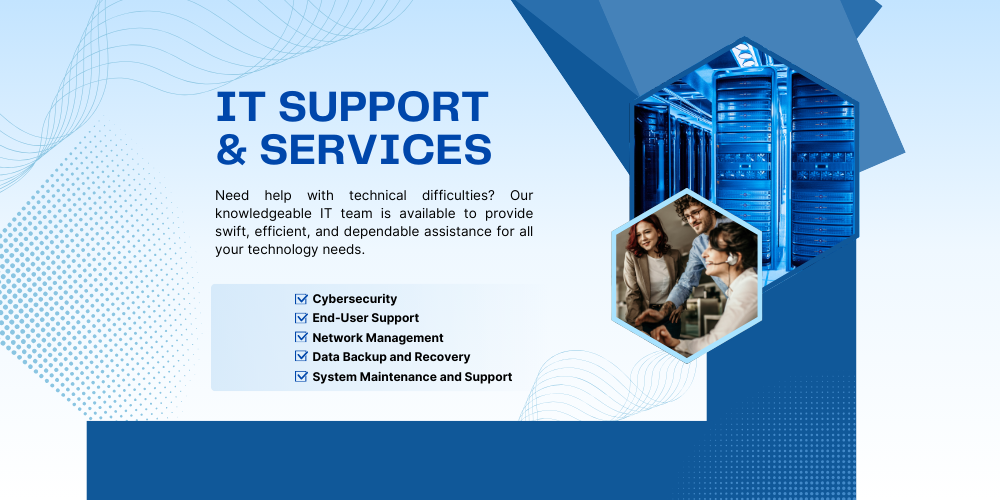 IT SUPPORT
& SERVICES
Need help with technical difficulties? Our
knowledgeable IT team is available to provide
swift, efficient, and dependable assistance for all
your technology needs.
Cybersecurity
End-User Support
Network Management
Data Backup and Recovery
System Maintenance and Support